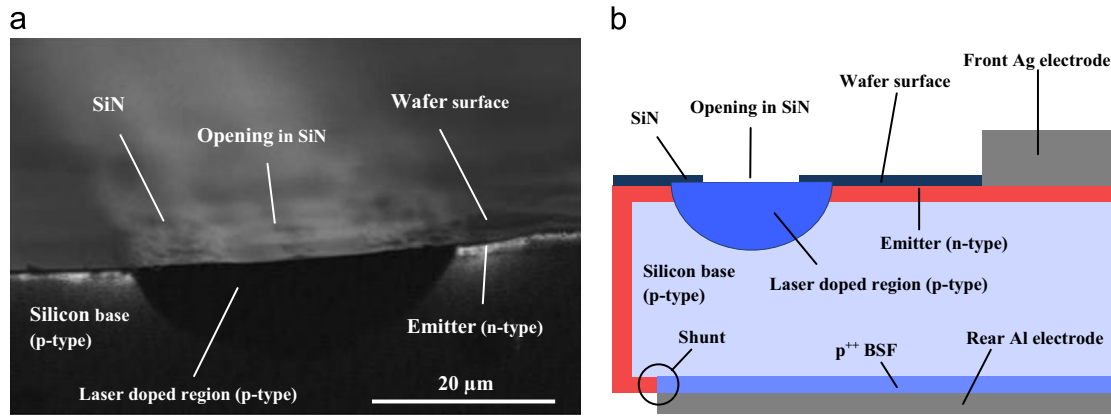 a
SiN
Wafer surface
Opening in SiN
Silicon base
(p-type)
Emitter (n-type)
Laser doped region (p-type)
20 µm
b
Front Ag electrode
Wafer surface
Opening in SiN
SiN
Emitter (n-type)
Silicon base
(p-type)
Laser doped region (p-type)
Shunt
p++ BSF
Rear Al electrode